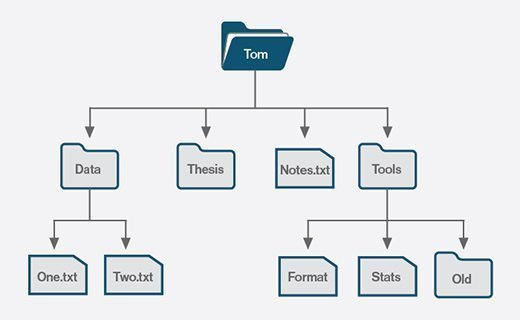 Tom
Data
Thesis
Notes.txt
Tools
One.txt
Two.txt
Format
Stats
Old